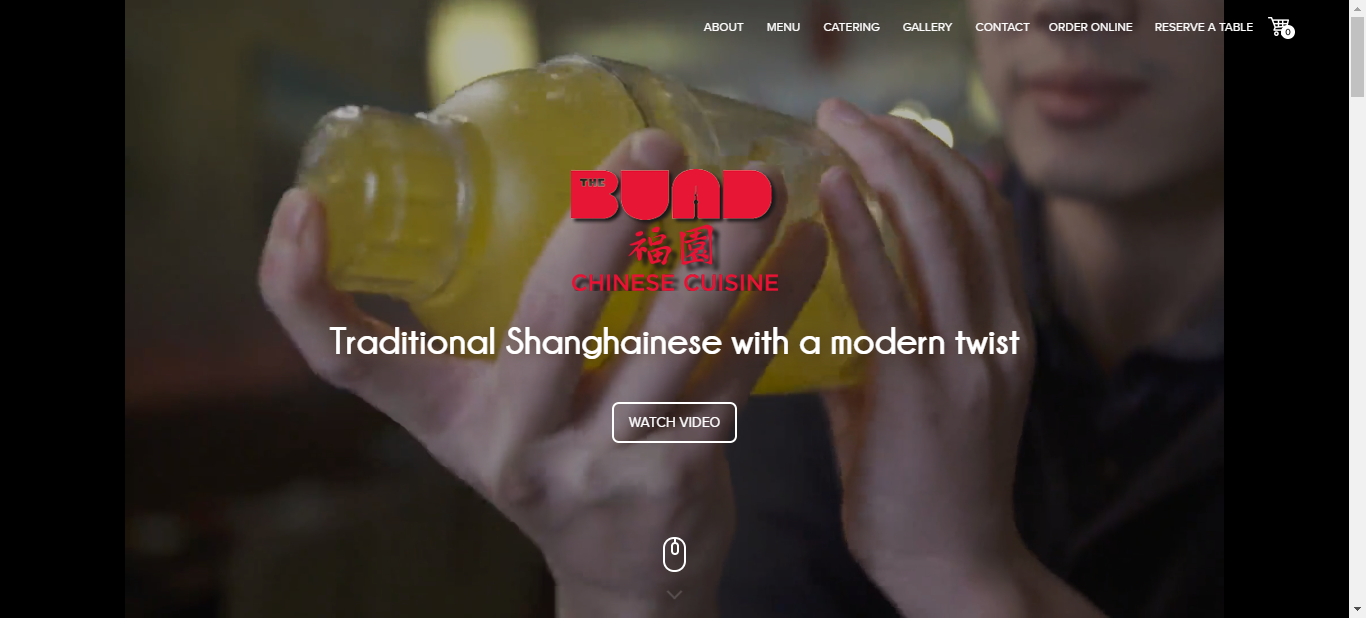 ABOUT MENU CATERING GALLERY CONTACT ORDER ONLINE RESERVE A TABLE 0
THE
BUND
福園
CHINESE CUISINE
Traditional Shanghainese with a modern twist
WATCH VIDEO